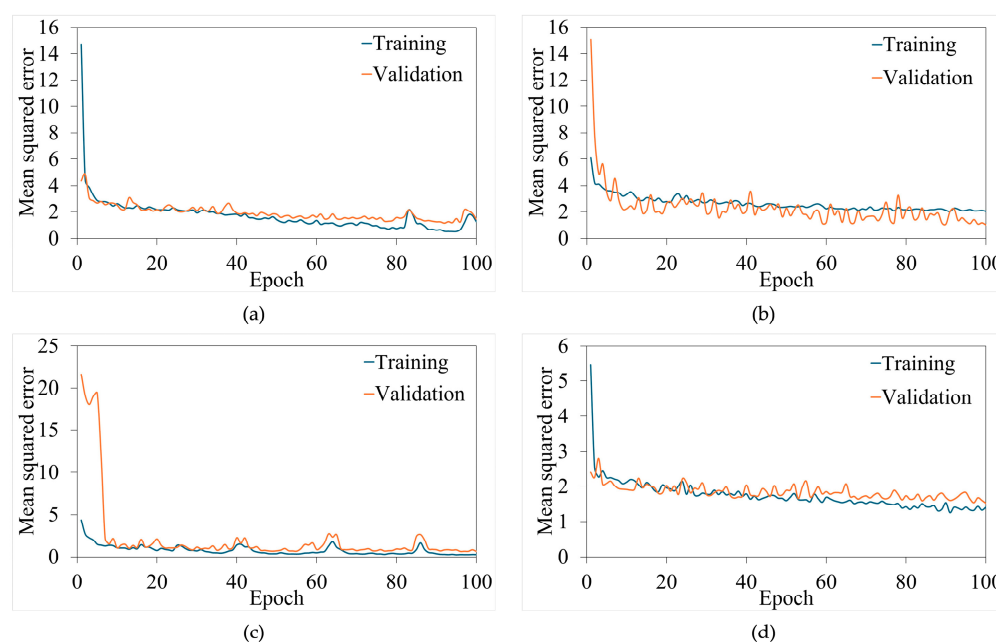 16
14
12
10
8
6
4
2
0
Mean squared error
Training
Validation
0 20 40 60 80 100
Epoch
(a)
16
14
12
10
8
6
4
2
0
Mean squared error
Training
Validation
0 20 40 60 80 100
Epoch
(b)
25
20
15
10
5
0
Mean squared error
Training
Validation
0 20 40 60 80 100
Epoch
(c)
6
5
4
3
2
1
0
Mean squared error
Training
Validation
0 20 40 60 80 100
Epoch
(d)